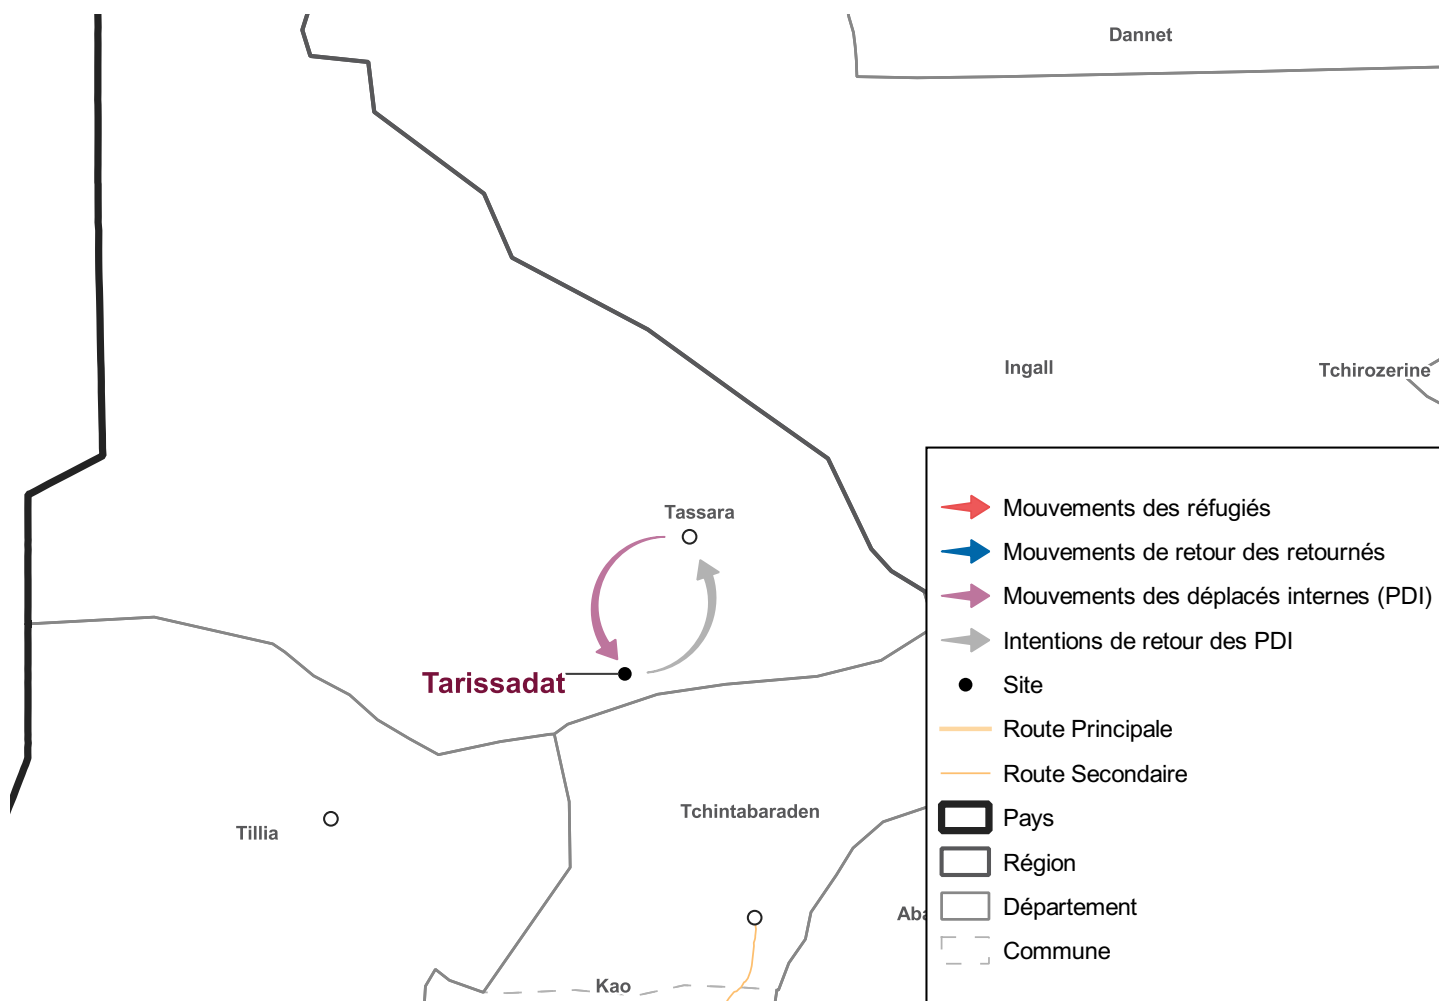 Dannet
Ingall
Tchirozerine
Tassara
Tarissadat
Tchintabaraden
Tillia
Kao
Mouvements des réfugiés
Mouvements de retour des retournés
Mouvements des déplacés internes (PDI)
Intentions de retour des PDI
Site
Route Principale
Route Secondaire
Pays
Région
Département
Commune